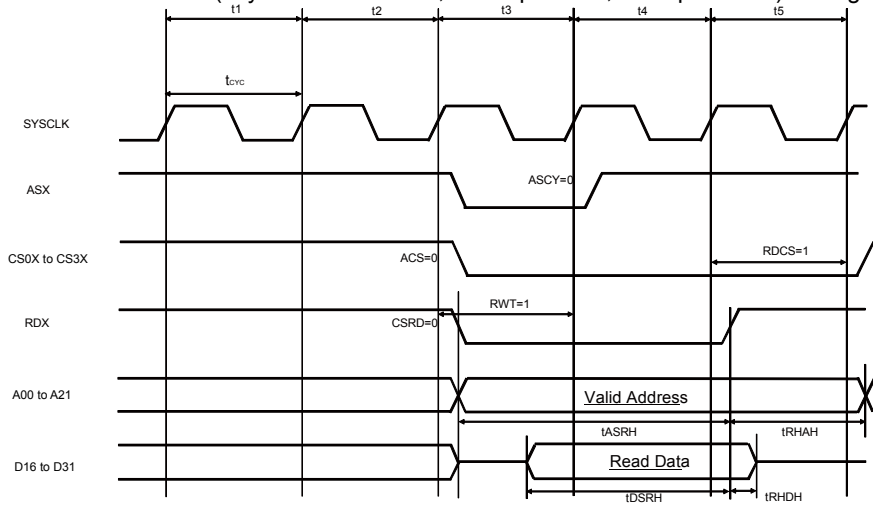 t1 t2 t3 t4 t5
tCYC
SYSCLK
ASX ASCY=0
CS0X to CS3X ACS=0 RDCS=1
RWT=1
RDX CSRD=0
A00 to A21 Valid Address
tASRH tRHAH
D16 to D31 Read Data
tDSRH tRHDH